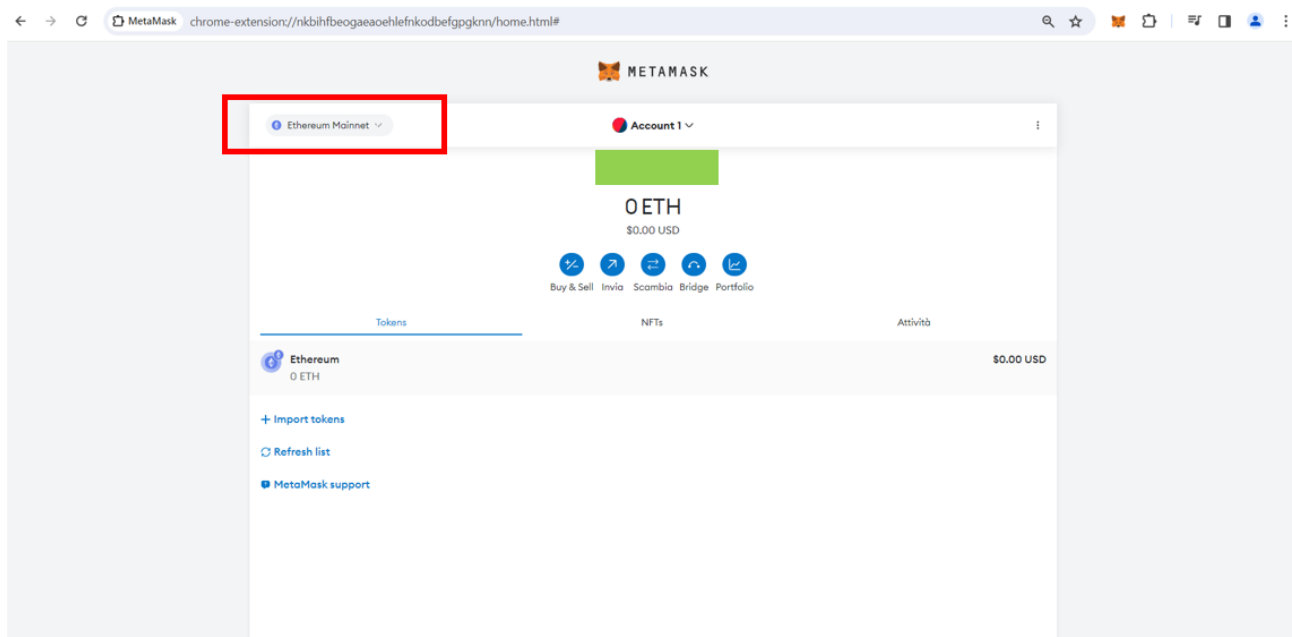 MetaMask chrome-extension://nkbihfbeogaeaoehlefnkodbefgpgknn/home.html#
METAMASK
Ethereum Mainnet Account 1
0 ETH
$0.00 USD
Buy & Sell Invia Scambia Bridge Portfolio
Tokens NFTs Attività
Ethereum $0.00 USD
0 ETH
+ Import tokens
Refresh list
MetaMask support